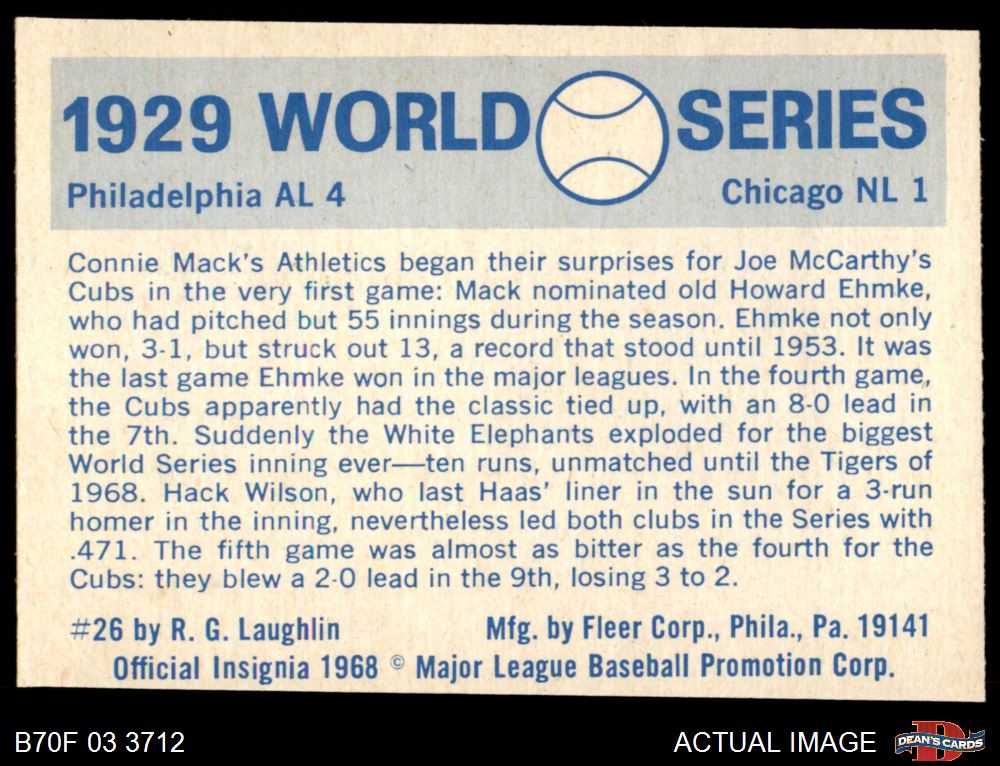 1929 WORLD SERIES
Philadelphia AL 4 Chicago NL 1
Connie Mack's Athletics began their surprises for Joe McCarthy's
Cubs in the very first game: Mack nominated old Howard Ehmke,
who had pitched but 55 innings during the season. Ehmke not only
won, 3-1, but struck out 13, a record that stood until 1953. It was
the last game Ehmke won in the major leagues. In the fourth game,
the Cubs apparently had the classic tied up, with an 8-0 lead in
the 7th. Suddenly the White Elephants exploded for the biggest
World Series inning ever—ten runs, unmatched until the Tigers of
1968. Hack Wilson, who last Haas' liner in the sun for a 3-run
homer in the inning, nevertheless led both clubs in the Series with
.471. The fifth game was almost as bitter as the fourth for the
Cubs: they blew a 2-0 lead in the 9th, losing 3 to 2.
#26 by R. G. Laughlin Mfg. by Fleer Corp., Phila., Pa. 19141
Official Insignia 1968 © Major League Baseball Promotion Corp.
B70F 03 3712 ACTUAL IMAGE DEAN'S CARDS